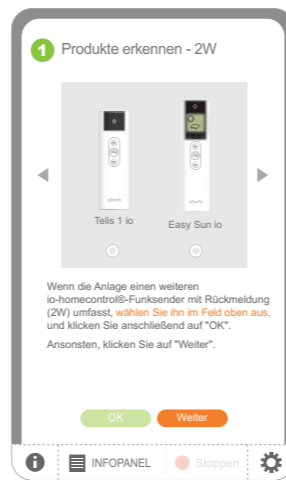 1 Produkte erkennen - 2W
Telis 1 io
Easy Sun io
Wenn die Anlage einen weiteren
io-homecontrol®-Funksender mit Rückmeldung
(2W) umfasst, wählen Sie ihn im Feld oben aus,
und klicken Sie anschließend auf "OK".
Ansonsten, klicken Sie auf "Weiter".
OK
Weiter
INFOPANEL
Stoppen